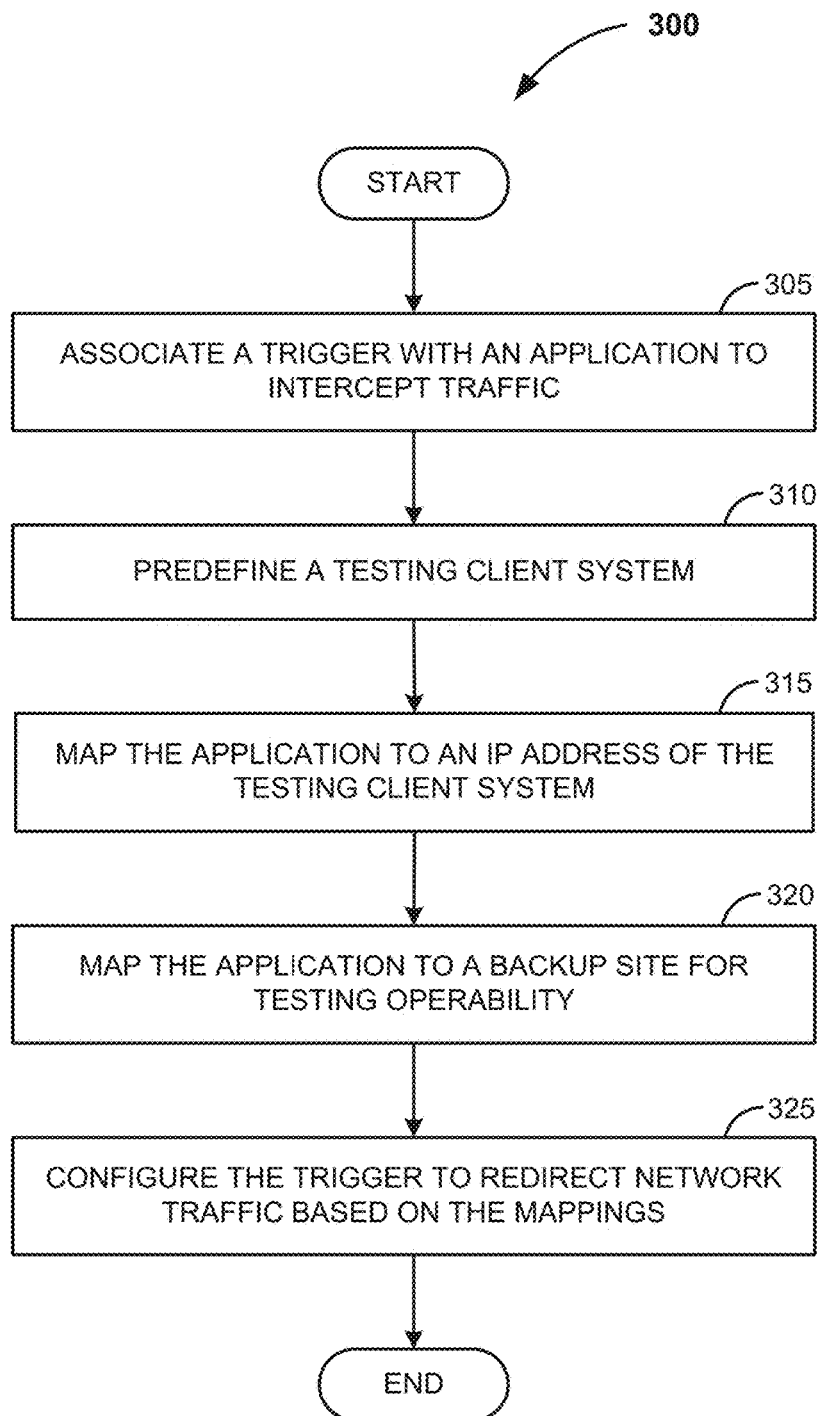 300
START
305
ASSOCIATE A TRIGGER WITH AN APPLICATION TO
INTERCEPT TRAFFIC
310
PREDEFINE A TESTING CLIENT SYSTEM
315
MAP THE APPLICATION TO AN IP ADDRESS OF THE
TESTING CLIENT SYSTEM
320
MAP THE APPLICATION TO A BACKUP SITE FOR
TESTING OPERABILITY
325
CONFIGURE THE TRIGGER TO REDIRECT NETWORK
TRAFFIC BASED ON THE MAPPINGS
END